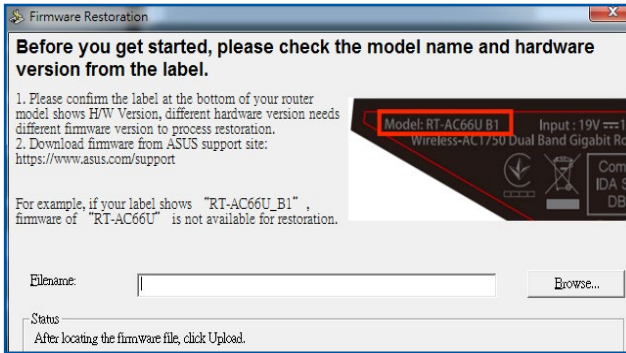 Firmware Restoration
Before you get started, please check the model name and hardware
version from the label.
1. Please confirm the label at the bottom of your router
model shows H/W Version, different hardware version needs
different firmware version to process restoration.
2. Download firmware from ASUS support site:
https://www.asus.com/support
For example, if your label shows “RT-AC66U_B1”,
firmware of “RT-AC66U” is not available for restoration.
Model: RT-AC66U B1 Input : 19V
Wireless-AC1750 Dual Band Gigabit
IDA
DB
Filename:
Browse...
Status
After locating the firmware file, click Upload.